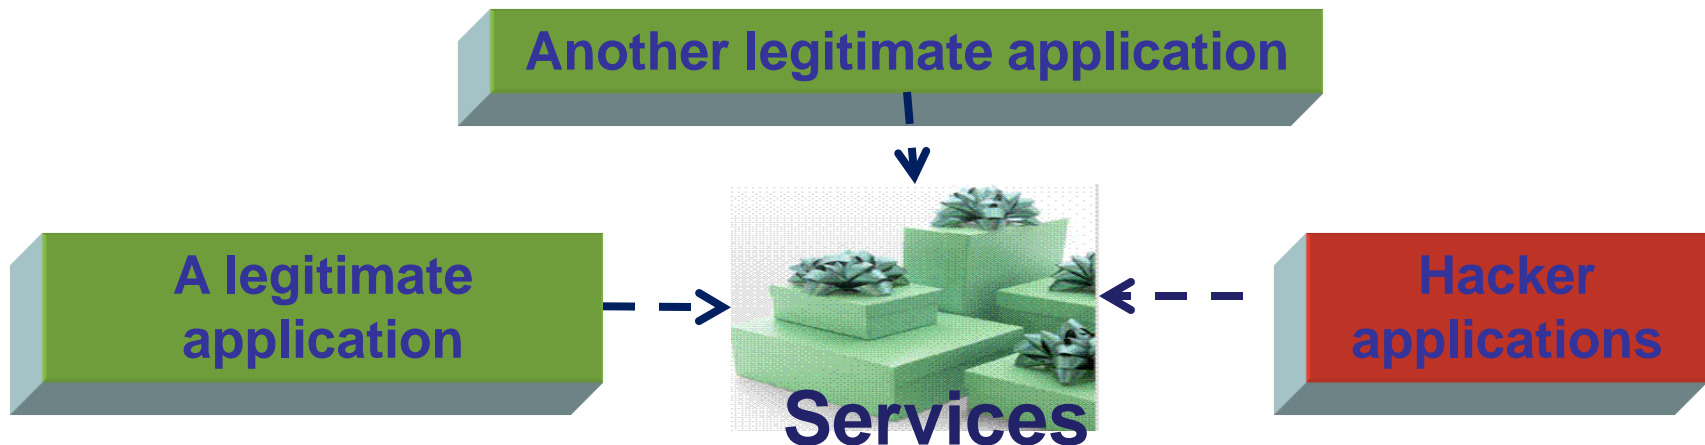 Another legitimate application
A legitimate
application
Hacker
applications
Services